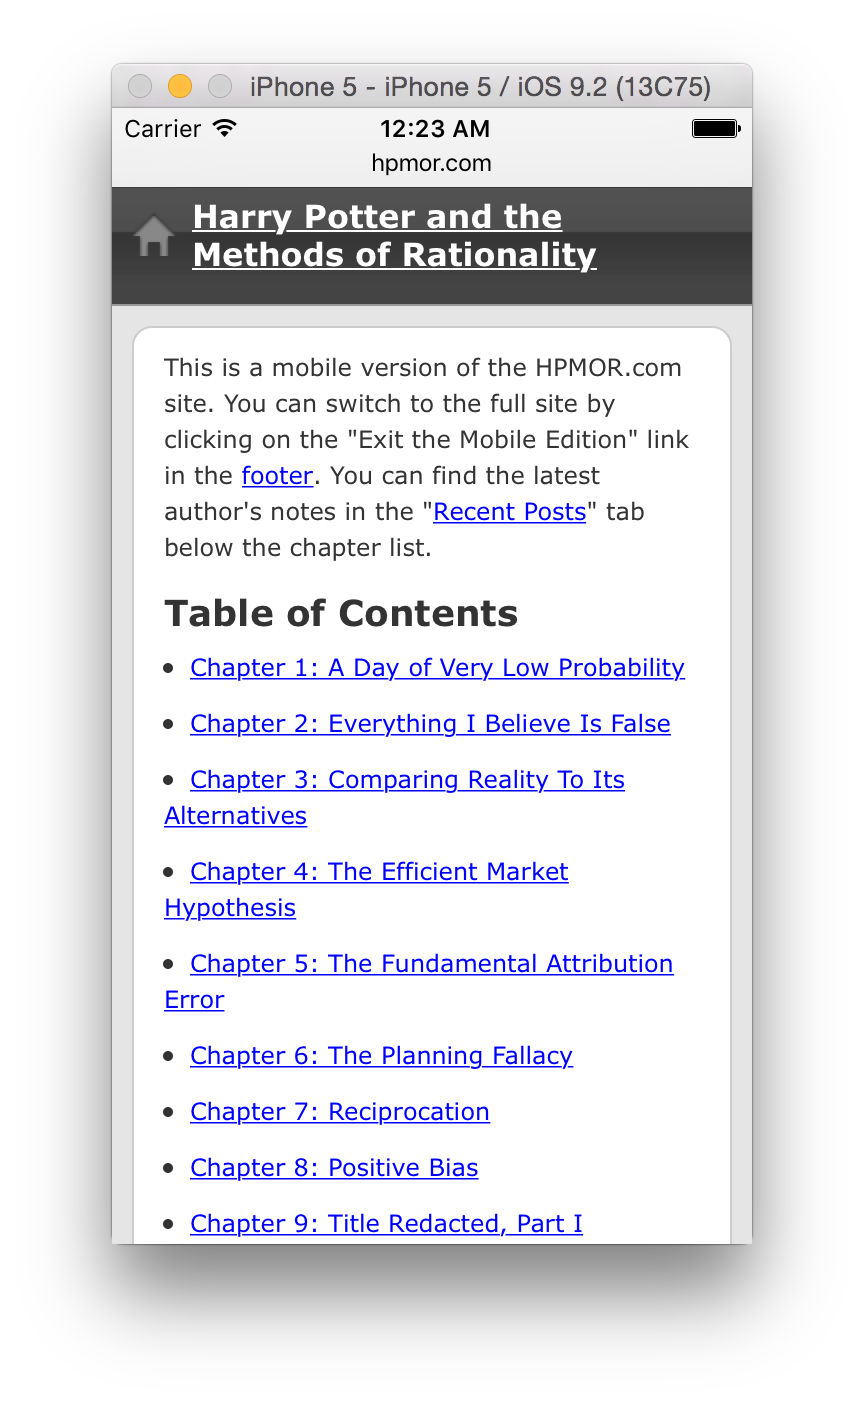 iPhone 5 - iPhone 5 / iOS 9.2 (13C75)
Carrier 12:23 AM
hpmor.com
Harry Potter and the
Methods of Rationality
This is a mobile version of the HPMOR.com
site. You can switch to the full site by
clicking on the "Exit the Mobile Edition" link
in the footer. You can find the latest
author's notes in the "Recent Posts" tab
below the chapter list.
Table of Contents
• Chapter 1: A Day of Very Low Probability
• Chapter 2: Everything I Believe Is False
• Chapter 3: Comparing Reality To Its
Alternatives
• Chapter 4: The Efficient Market
Hypothesis
• Chapter 5: The Fundamental Attribution
Error
• Chapter 6: The Planning Fallacy
• Chapter 7: Reciprocation
• Chapter 8: Positive Bias
• Chapter 9: Title Redacted, Part I